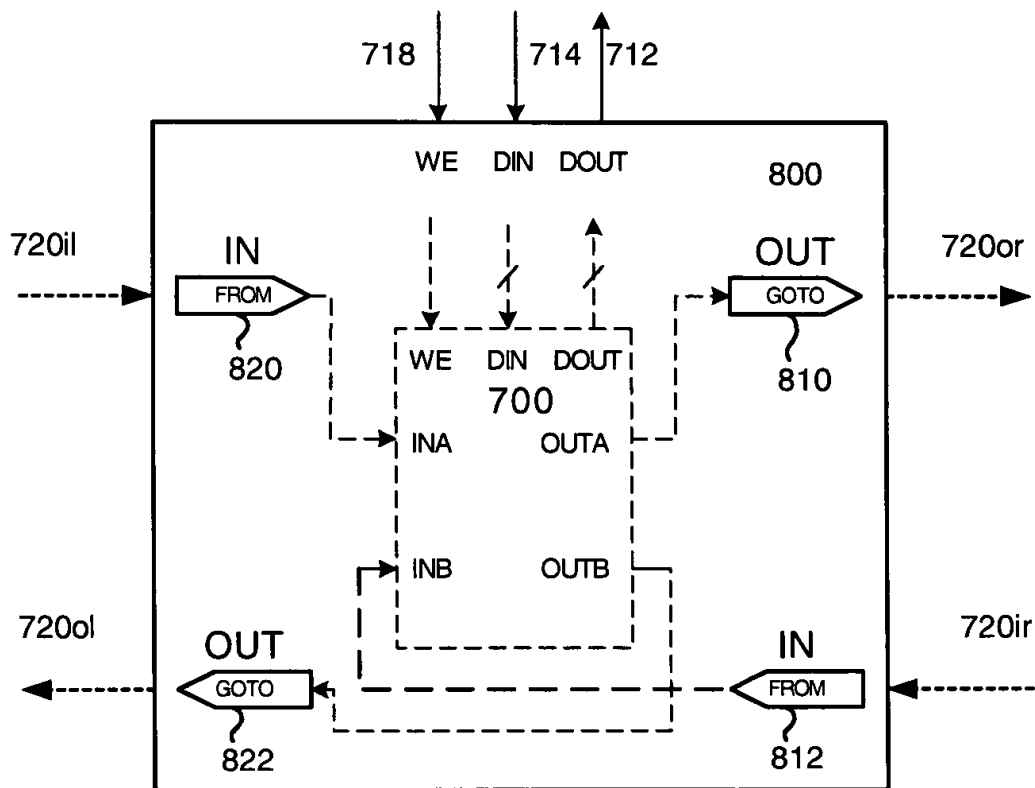 718 714 712
WE DIN DOUT 800
720il IN OUT 720or
FROM GOTO
820 810
WE DIN DOUT
700
INA OUTA
INB OUTB
720ol OUT IN 720ir
GOTO FROM
822 812